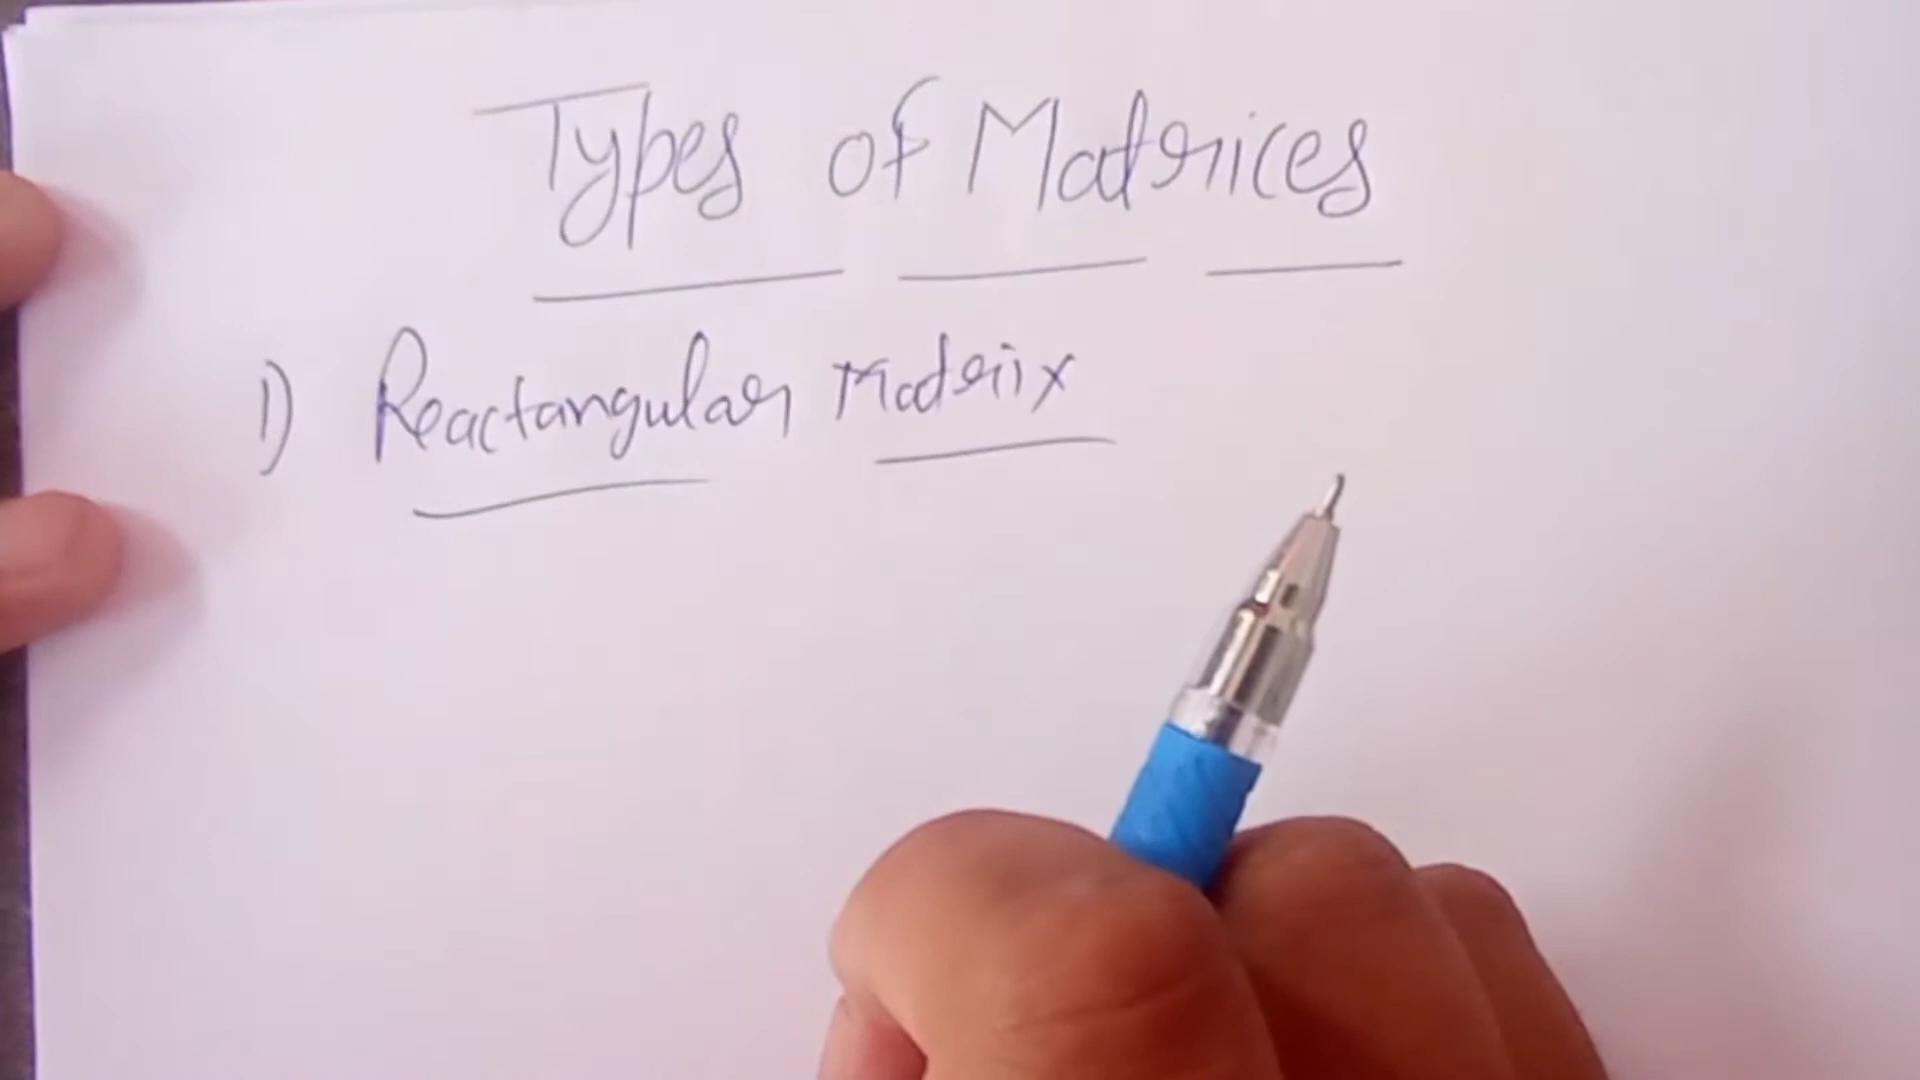 Types of Matrices
1) Reactangular Matrix